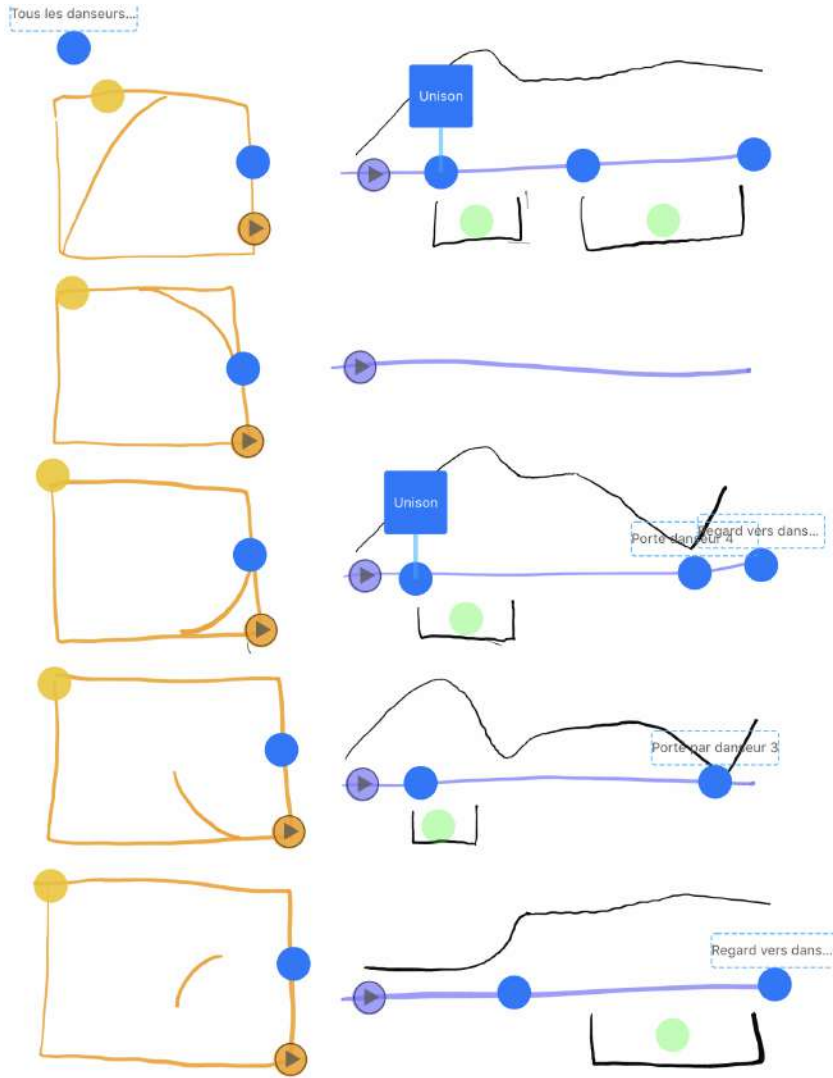 Tous les danseurs...
Unison
Unison
Porte danseur 4
Regard vers dans...
Porte par danseur 3
Regard vers dans...